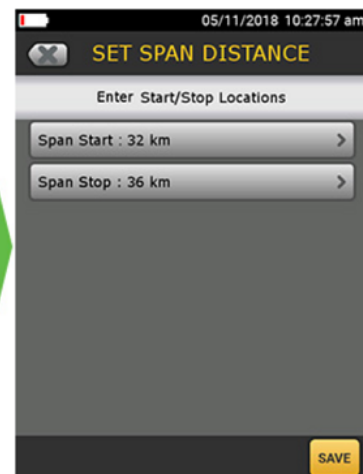 05/11/2018 10:27:57 am
SET SPAN DISTANCE
Enter Start/Stop Locations
Span Start : 32 km
Span Stop : 36 km
SAVE